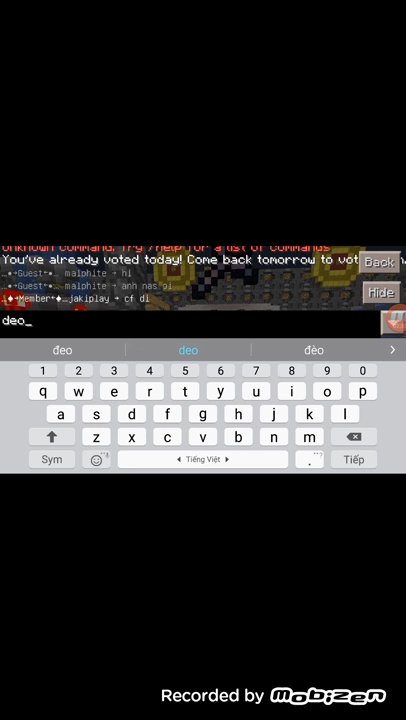 Unknown command. Try /help for a list of commands
You've already voted today! Come back tomorrow to vot
Back
Guest malphite → hi
Guest malphite → anh nas oi
Hide
Member jakiplay → cf di
deo_
đeo deo đèo
1 2 3 4 5 6 7 8 9 0
q w e r t y u i o p
a s d f g h j k l
z x c v b n m
Sym Tiếng Việt . Tiếp
Recorded by mobizen